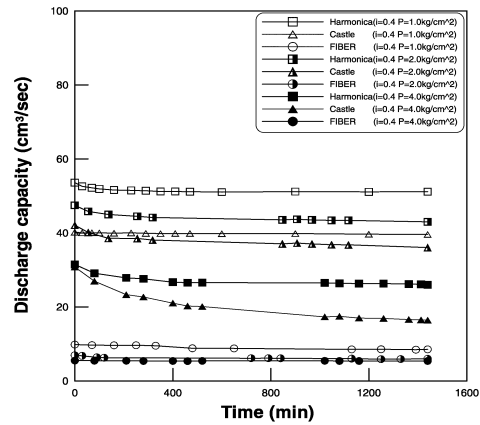 100
80
60
40
20
0
0 400 800 1200 1600
Discharge capacity (cm³/sec)
Time (min)
Harmonica(i=0.4 P=1.0kg/cm^2)
Castle (i=0.4 P=1.0kg/cm^2)
FIBER (i=0.4 P=1.0kg/cm^2)
Harmonica(i=0.4 P=2.0kg/cm^2)
Castle (i=0.4 P=2.0kg/cm^2)
FIBER (i=0.4 P=2.0kg/cm^2)
Harmonica(i=0.4 P=4.0kg/cm^2)
Castle (i=0.4 P=4.0kg/cm^2)
FIBER (i=0.4 P=4.0kg/cm^2)